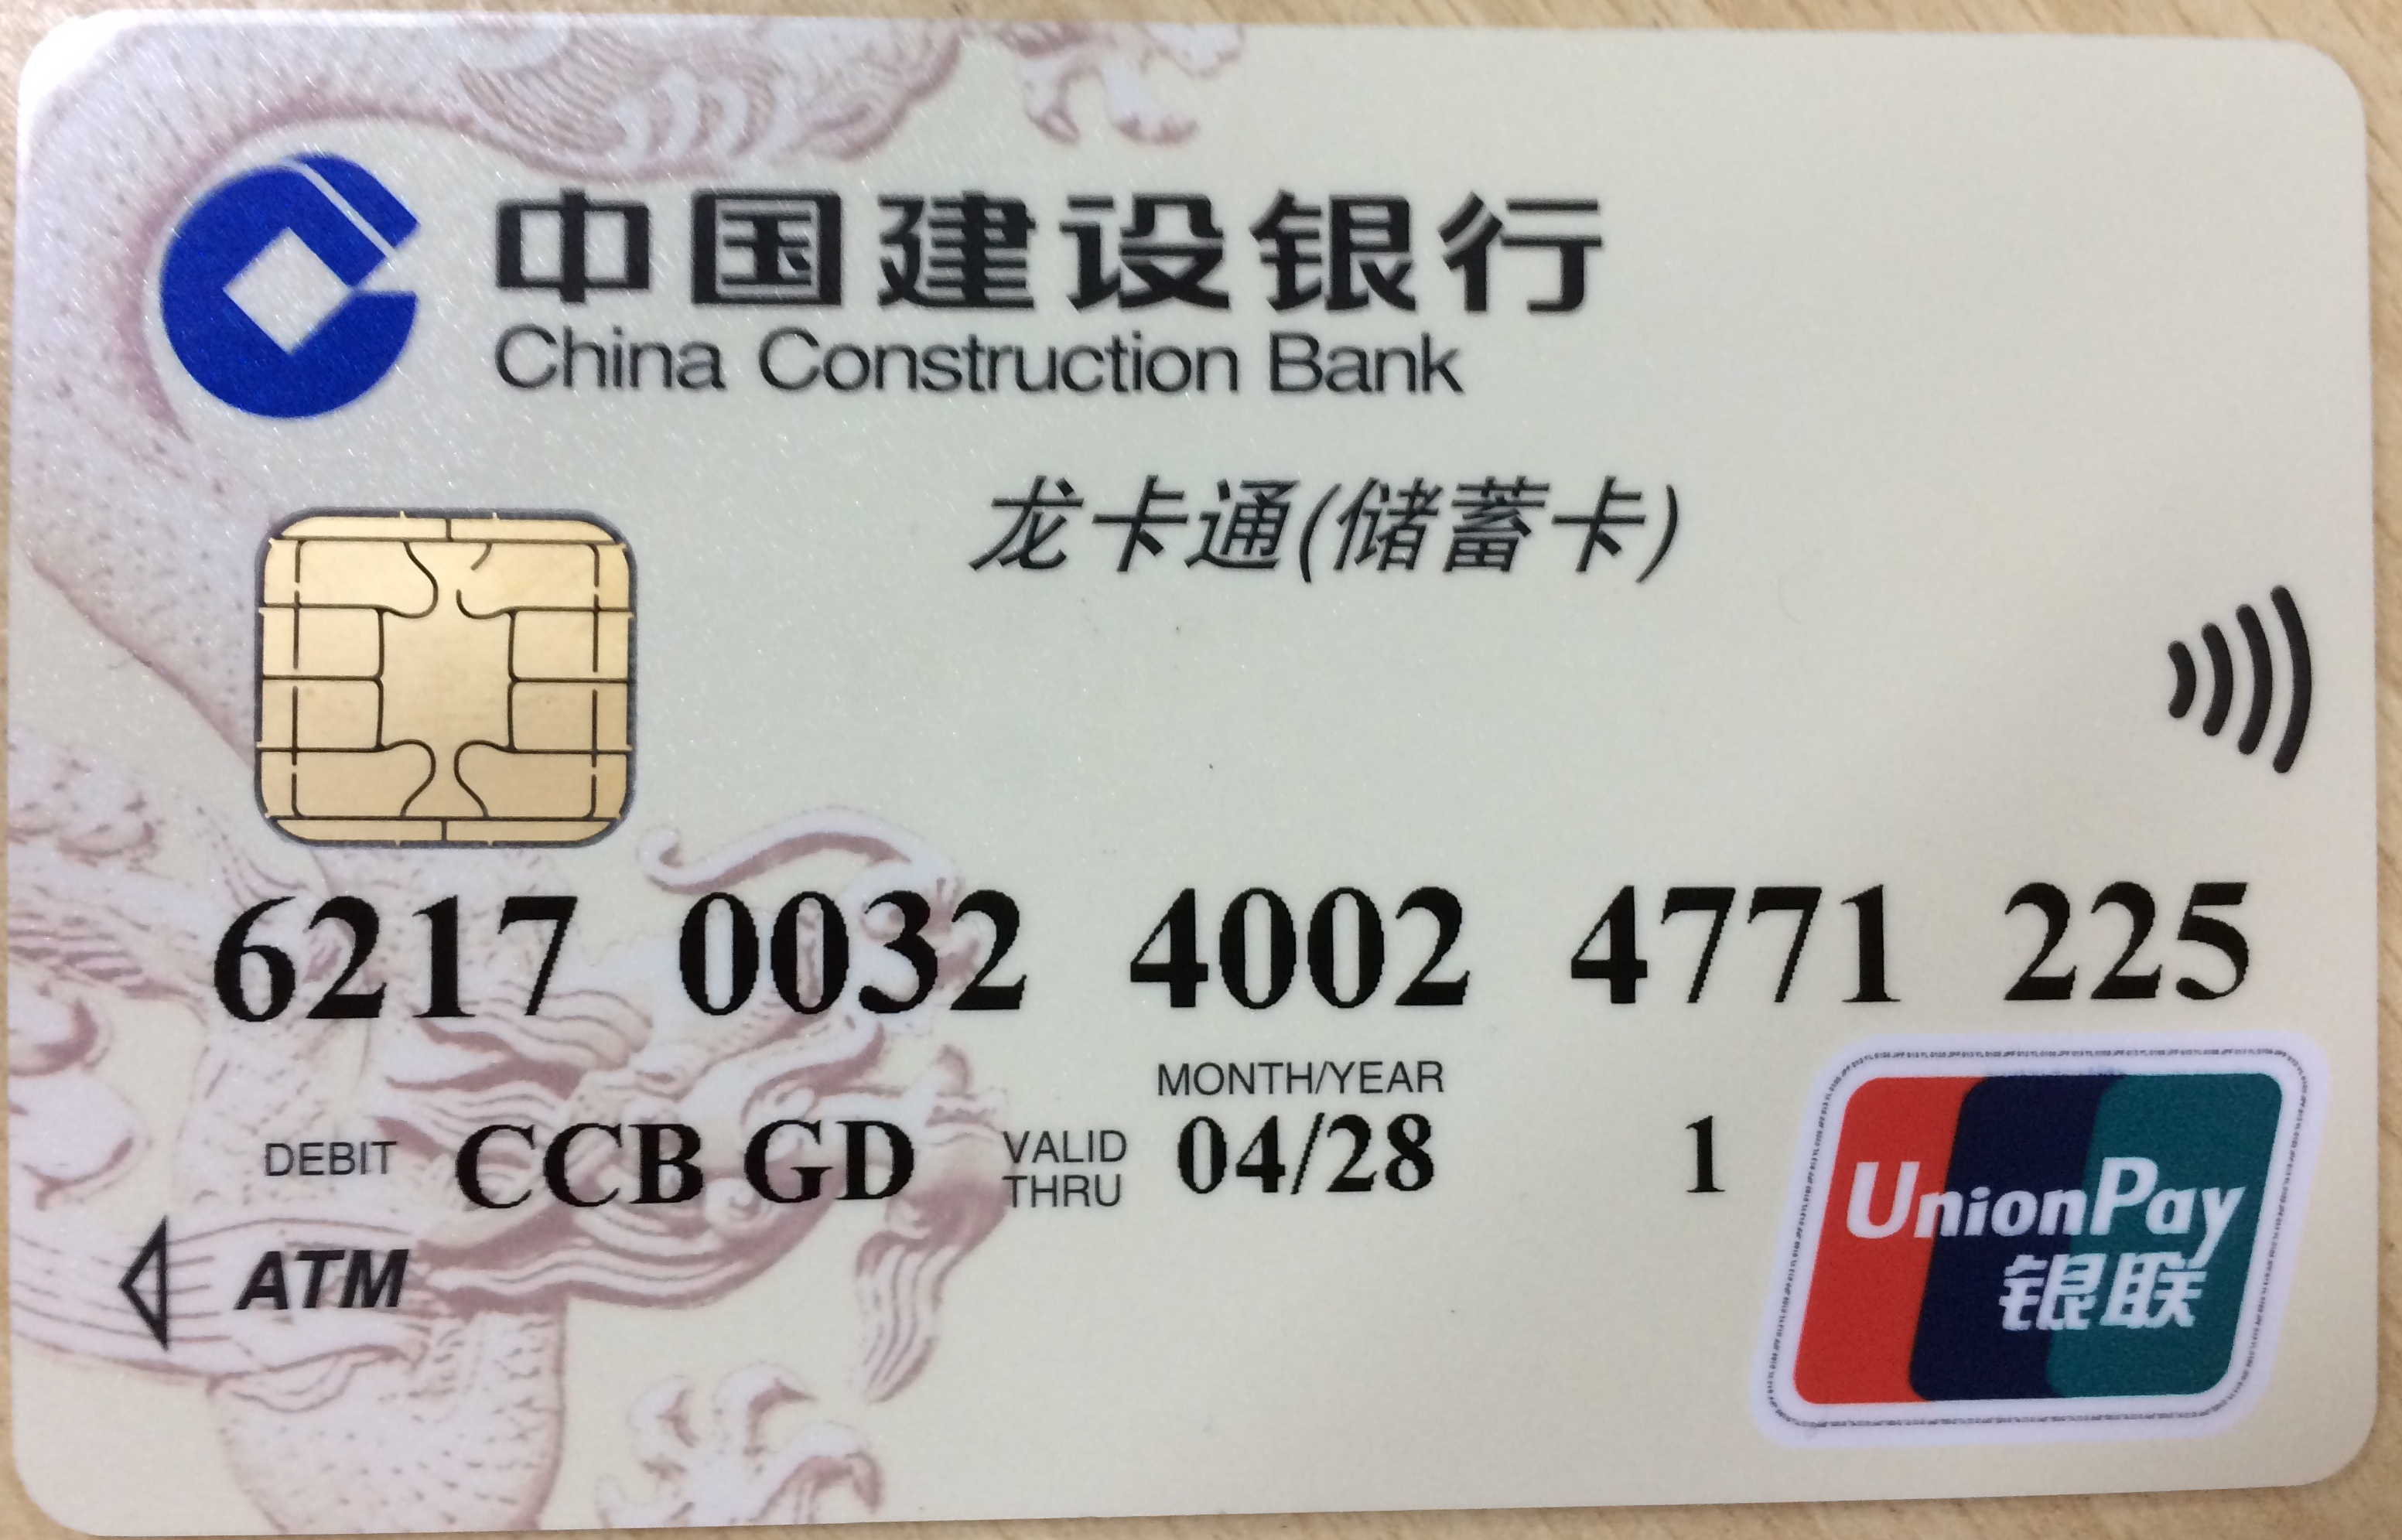 中国建设银行
China Construction Bank
龙卡通(储蓄卡)
6217 0032 4002 4771 225
MONTH/YEAR
DEBIT CCB GD VALID THRU 04/28 1
ATM
UnionPay
银联